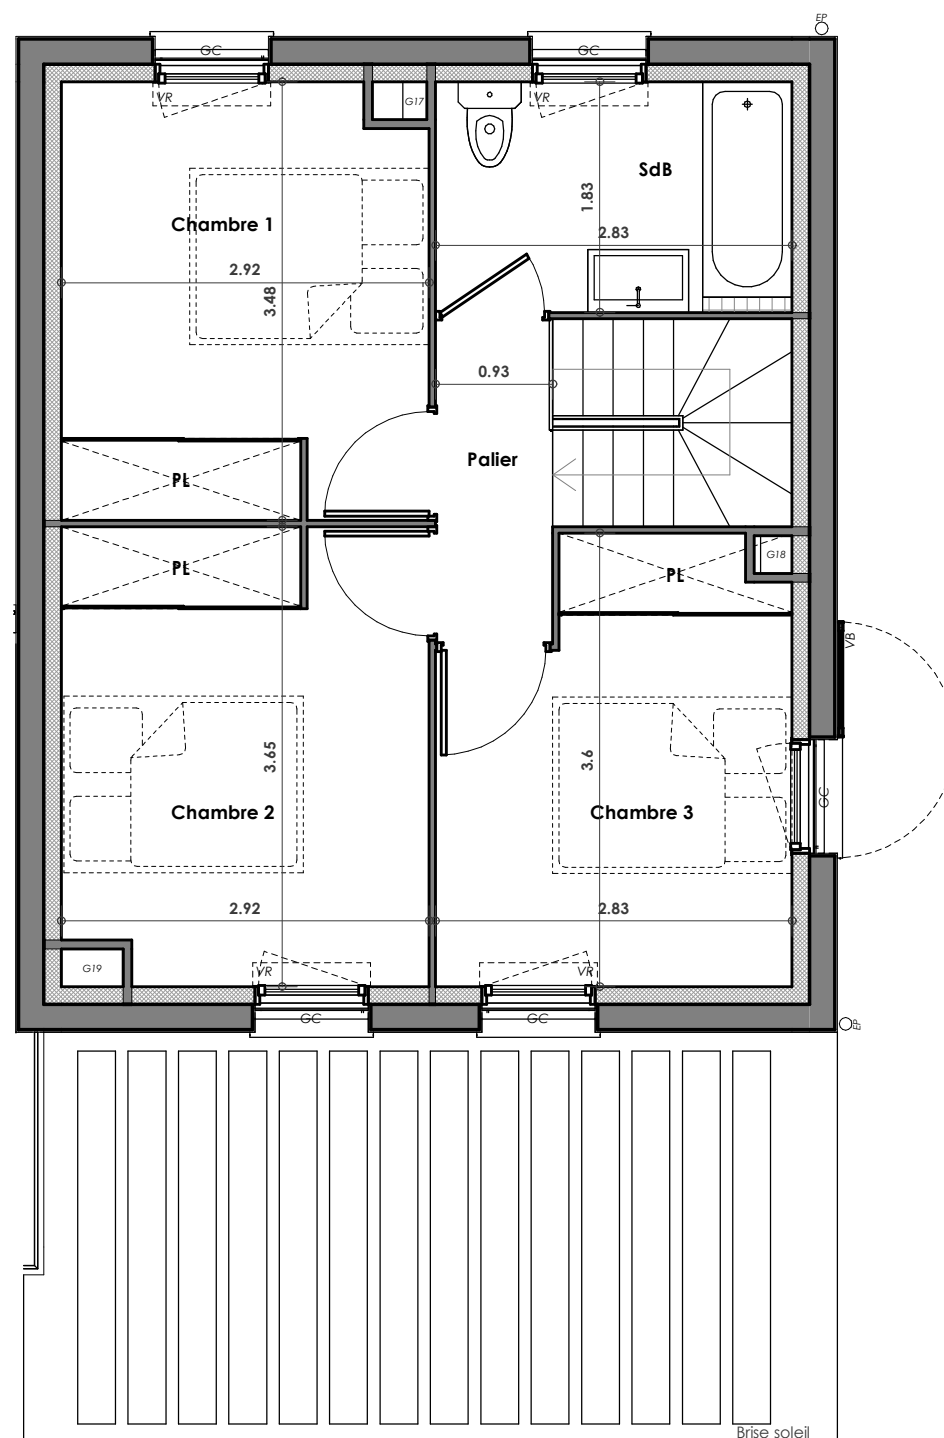 EP
GC
GC
VR
G17
VR
SdB
1.83
Chambre 1
2.83
2.92
3.48
0.93
Palier
PL
PL
G18
PL
VB
3.65
3.6
GC
Chambre 2
Chambre 3
2.92
2.83
G19
VR
VR
GC
GC
EP
Brise soleil